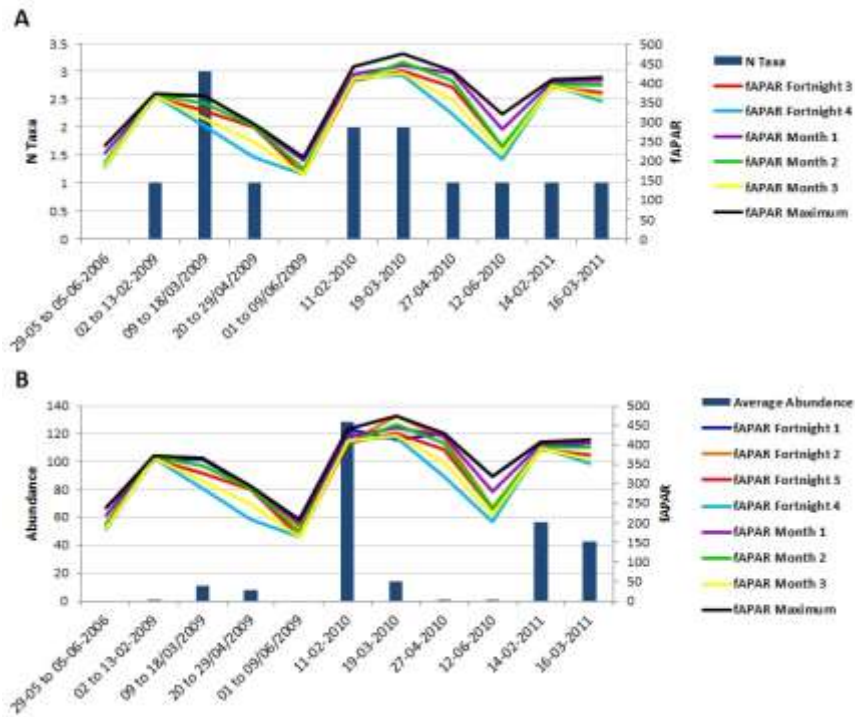 A
3.5
3
2.5
2
1.5
1
0.5
0
N Taxa
500
450
400
350
300
250
200
150
100
50
0
fAPAR
N Taxa
fAPAR Fortnight 3
fAPAR Fortnight 4
fAPAR Month 1
fAPAR Month 2
fAPAR Month 3
fAPAR Maximum
29-05 to 05-06-2006
02 to 13-02-2009
09 to 18/03/2009
20 to 29/04/2009
01 to 09/06/2009
11-02-2010
19-03-2010
27-04-2010
12-06-2010
14-02-2011
16-03-2011
B
140
120
100
80
60
40
20
0
Abundance
500
450
400
350
300
250
200
150
100
50
0
fAPAR
Average Abundance
fAPAR Fortnight 1
fAPAR Fortnight 2
fAPAR Fortnight 3
fAPAR Fortnight 4
fAPAR Month 1
fAPAR Month 2
fAPAR Month 3
fAPAR Maximum
29-05 to 05-06-2006
02 to 13-02-2009
09 to 18/03/2009
20 to 29/04/2009
01 to 09/06/2009
11-02-2010
19-03-2010
27-04-2010
12-06-2010
14-02-2011
16-03-2011